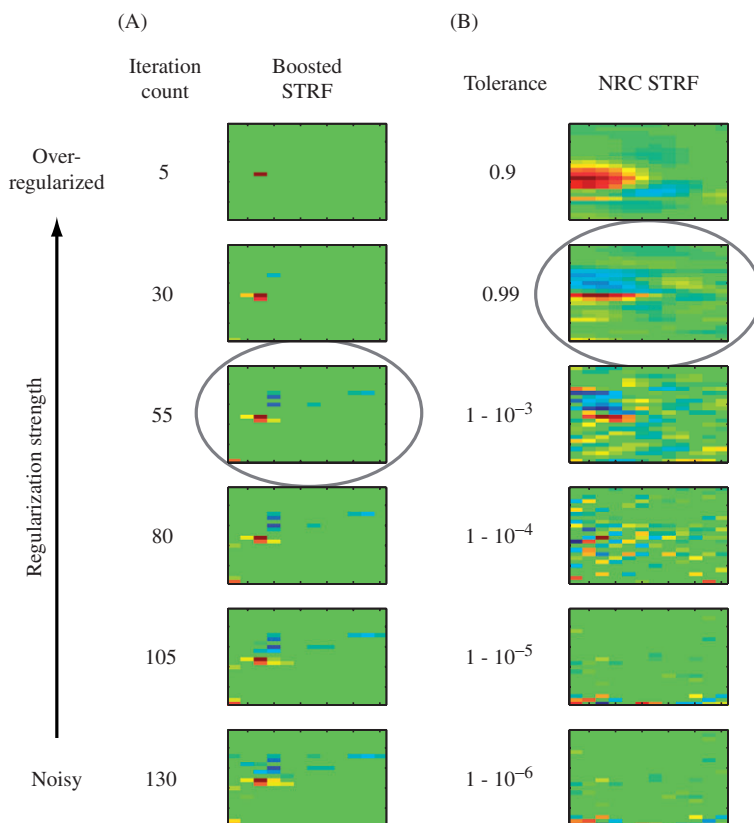 (A) (B)
Iteration count
Boosted STRF
Tolerance
NRC STRF
Over-
regularized
5
0.9
30
0.99
55
1 - 10⁻³
Regularization strength
80
1 - 10⁻⁴
105
1 - 10⁻⁵
Noisy
130
1 - 10⁻⁶